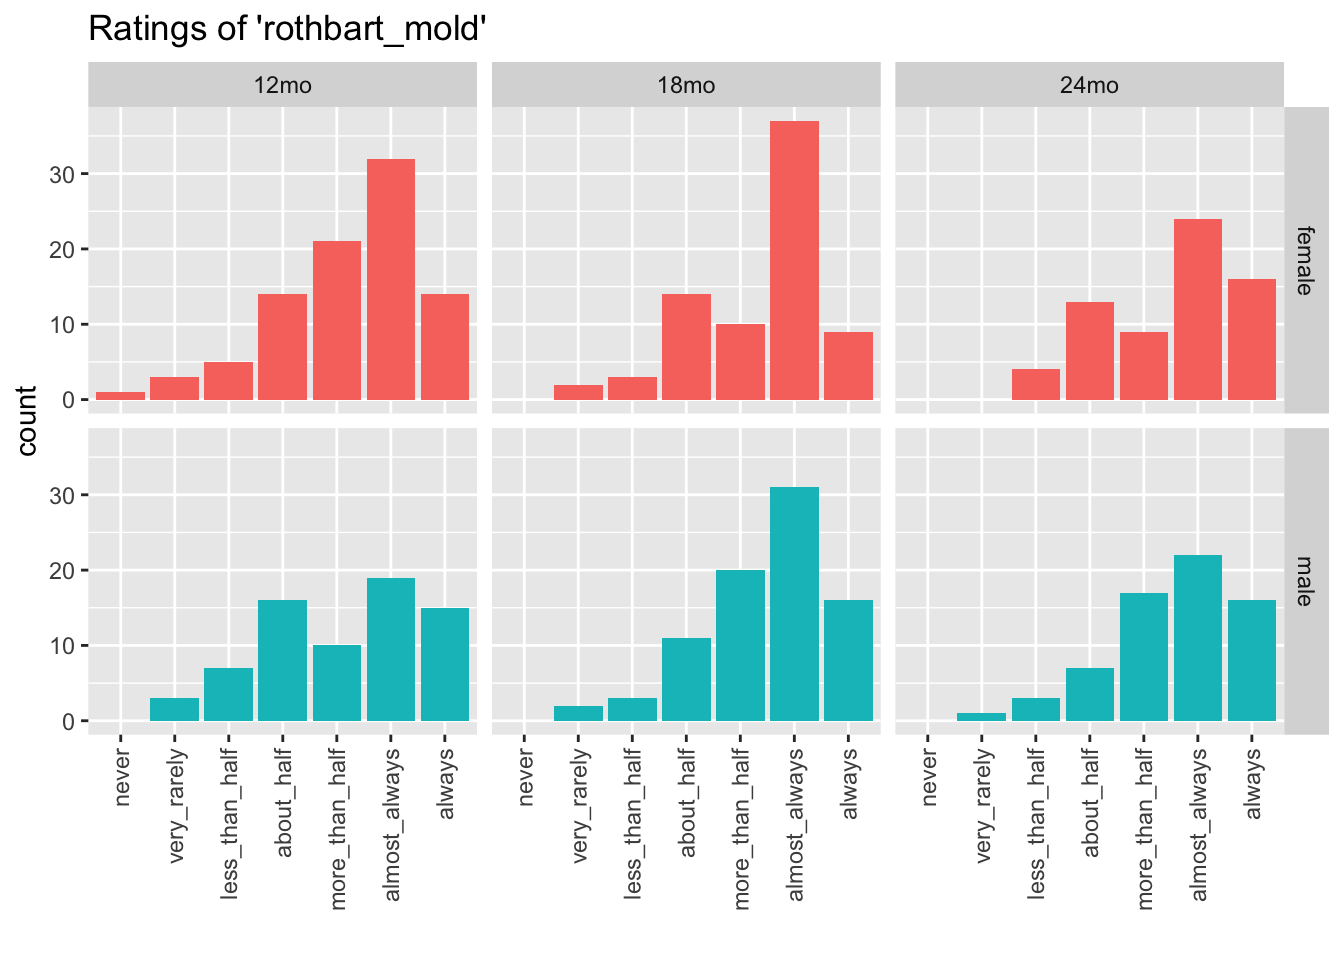 Ratings of 'rothbart_mold'
12mo
18mo
24mo
count
30
20
10
0
female
30
20
10
0
male
never
very_rarely
less_than_half
about_half
more_than_half
almost_always
always
never
very_rarely
less_than_half
about_half
more_than_half
almost_always
always
never
very_rarely
less_than_half
about_half
more_than_half
almost_always
always